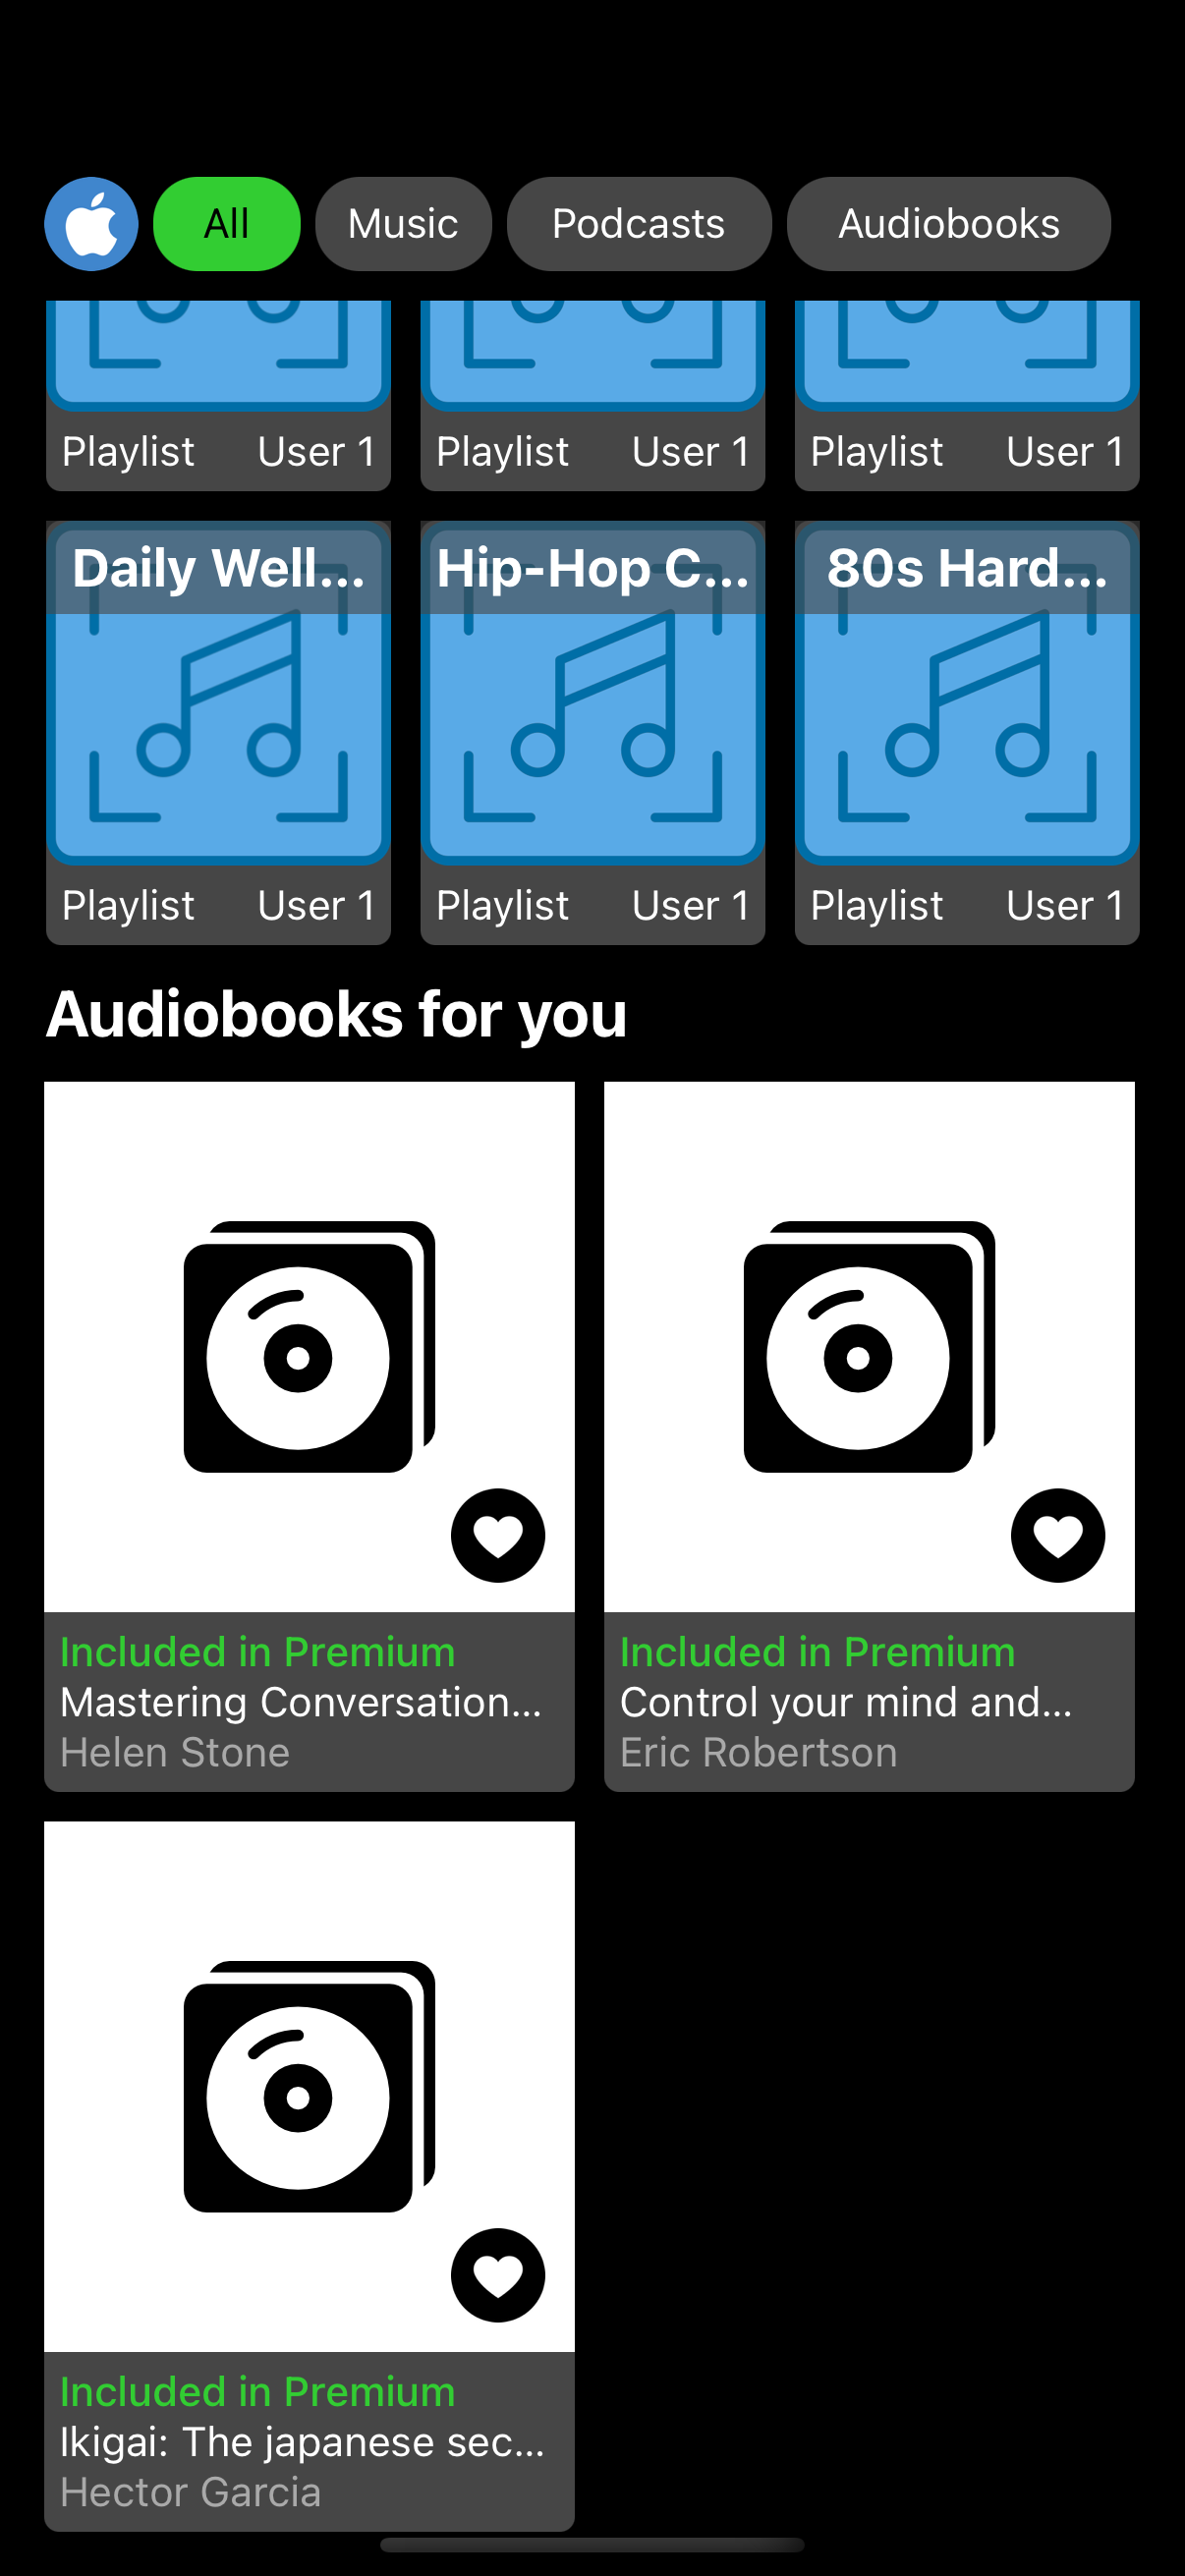 All Music Podcasts Audiobooks
Playlist User 1 Playlist User 1 Playlist User 1
Daily Well... Hip-Hop C... 80s Hard...
Playlist User 1 Playlist User 1 Playlist User 1
Audiobooks for you
Included in Premium
Mastering Conversation...
Helen Stone
Included in Premium
Control your mind and...
Eric Robertson
Included in Premium
Ikigai: The japanese sec...
Hector Garcia